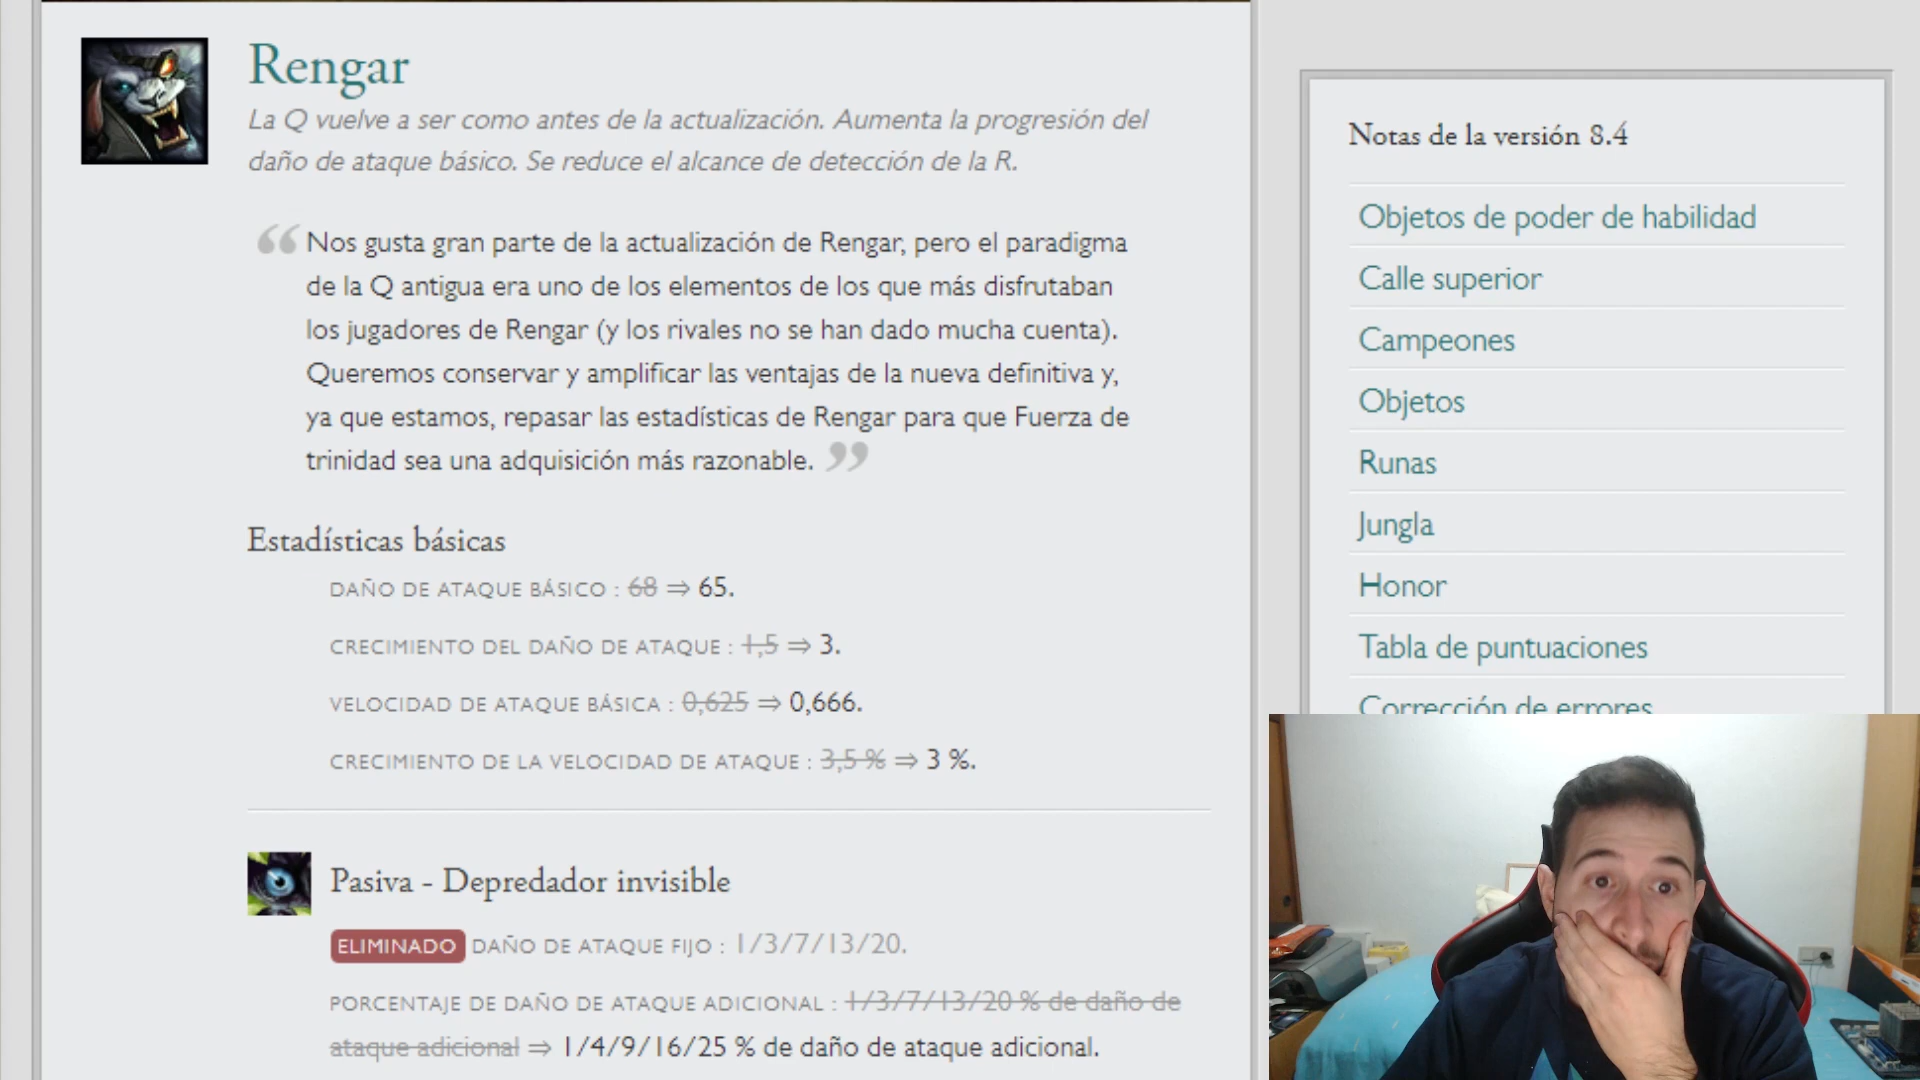 Rengar
La Q vuelve a ser como antes de la actualización. Aumenta la progresión del
daño de ataque básico. Se reduce el alcance de detección de la R.
“ Nos gusta gran parte de la actualización de Rengar, pero el paradigma
de la Q antigua era uno de los elementos de los que más disfrutaban
los jugadores de Rengar (y los rivales no se han dado mucha cuenta).
Queremos conservar y amplificar las ventajas de la nueva definitiva y,
ya que estamos, repasar las estadísticas de Rengar para que Fuerza de
trinidad sea una adquisición más razonable. ”
Estadísticas básicas
DAÑO DE ATAQUE BÁSICO : 68 ⇒ 65.
CRECIMIENTO DEL DAÑO DE ATAQUE : 1,5 ⇒ 3.
VELOCIDAD DE ATAQUE BÁSICA : 0,625 ⇒ 0,666.
CRECIMIENTO DE LA VELOCIDAD DE ATAQUE : 3,5 % ⇒ 3 %.
Pasiva - Depredador invisible
ELIMINADO DAÑO DE ATAQUE FIJO : 1/3/7/13/20.
PORCENTAJE DE DAÑO DE ATAQUE ADICIONAL : 1/3/7/13/20 % de daño de
ataque adicional ⇒ 1/4/9/16/25 % de daño de ataque adicional.
Notas de la versión 8.4
Objetos de poder de habilidad
Calle superior
Campeones
Objetos
Runas
Jungla
Honor
Tabla de puntuaciones
Corrección de errores